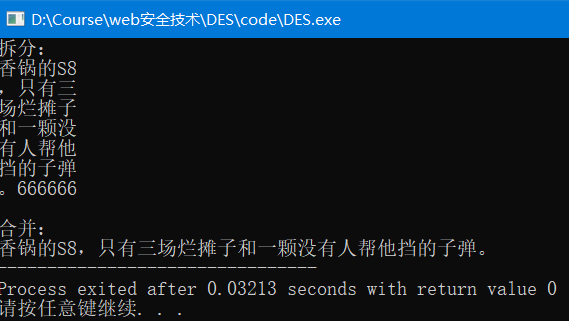 D:\Course\web安全技术\DES\code\DES.exe
拆分：
香锅的S8
，只有三
场烂摊子
和一颗没
有人帮他
挡的子弹
。666666
合并：
香锅的S8，只有三场烂摊子和一颗没有人帮他挡的子弹。
--------------------------------
Process exited after 0.03213 seconds with return value 0
请按任意键继续. . .